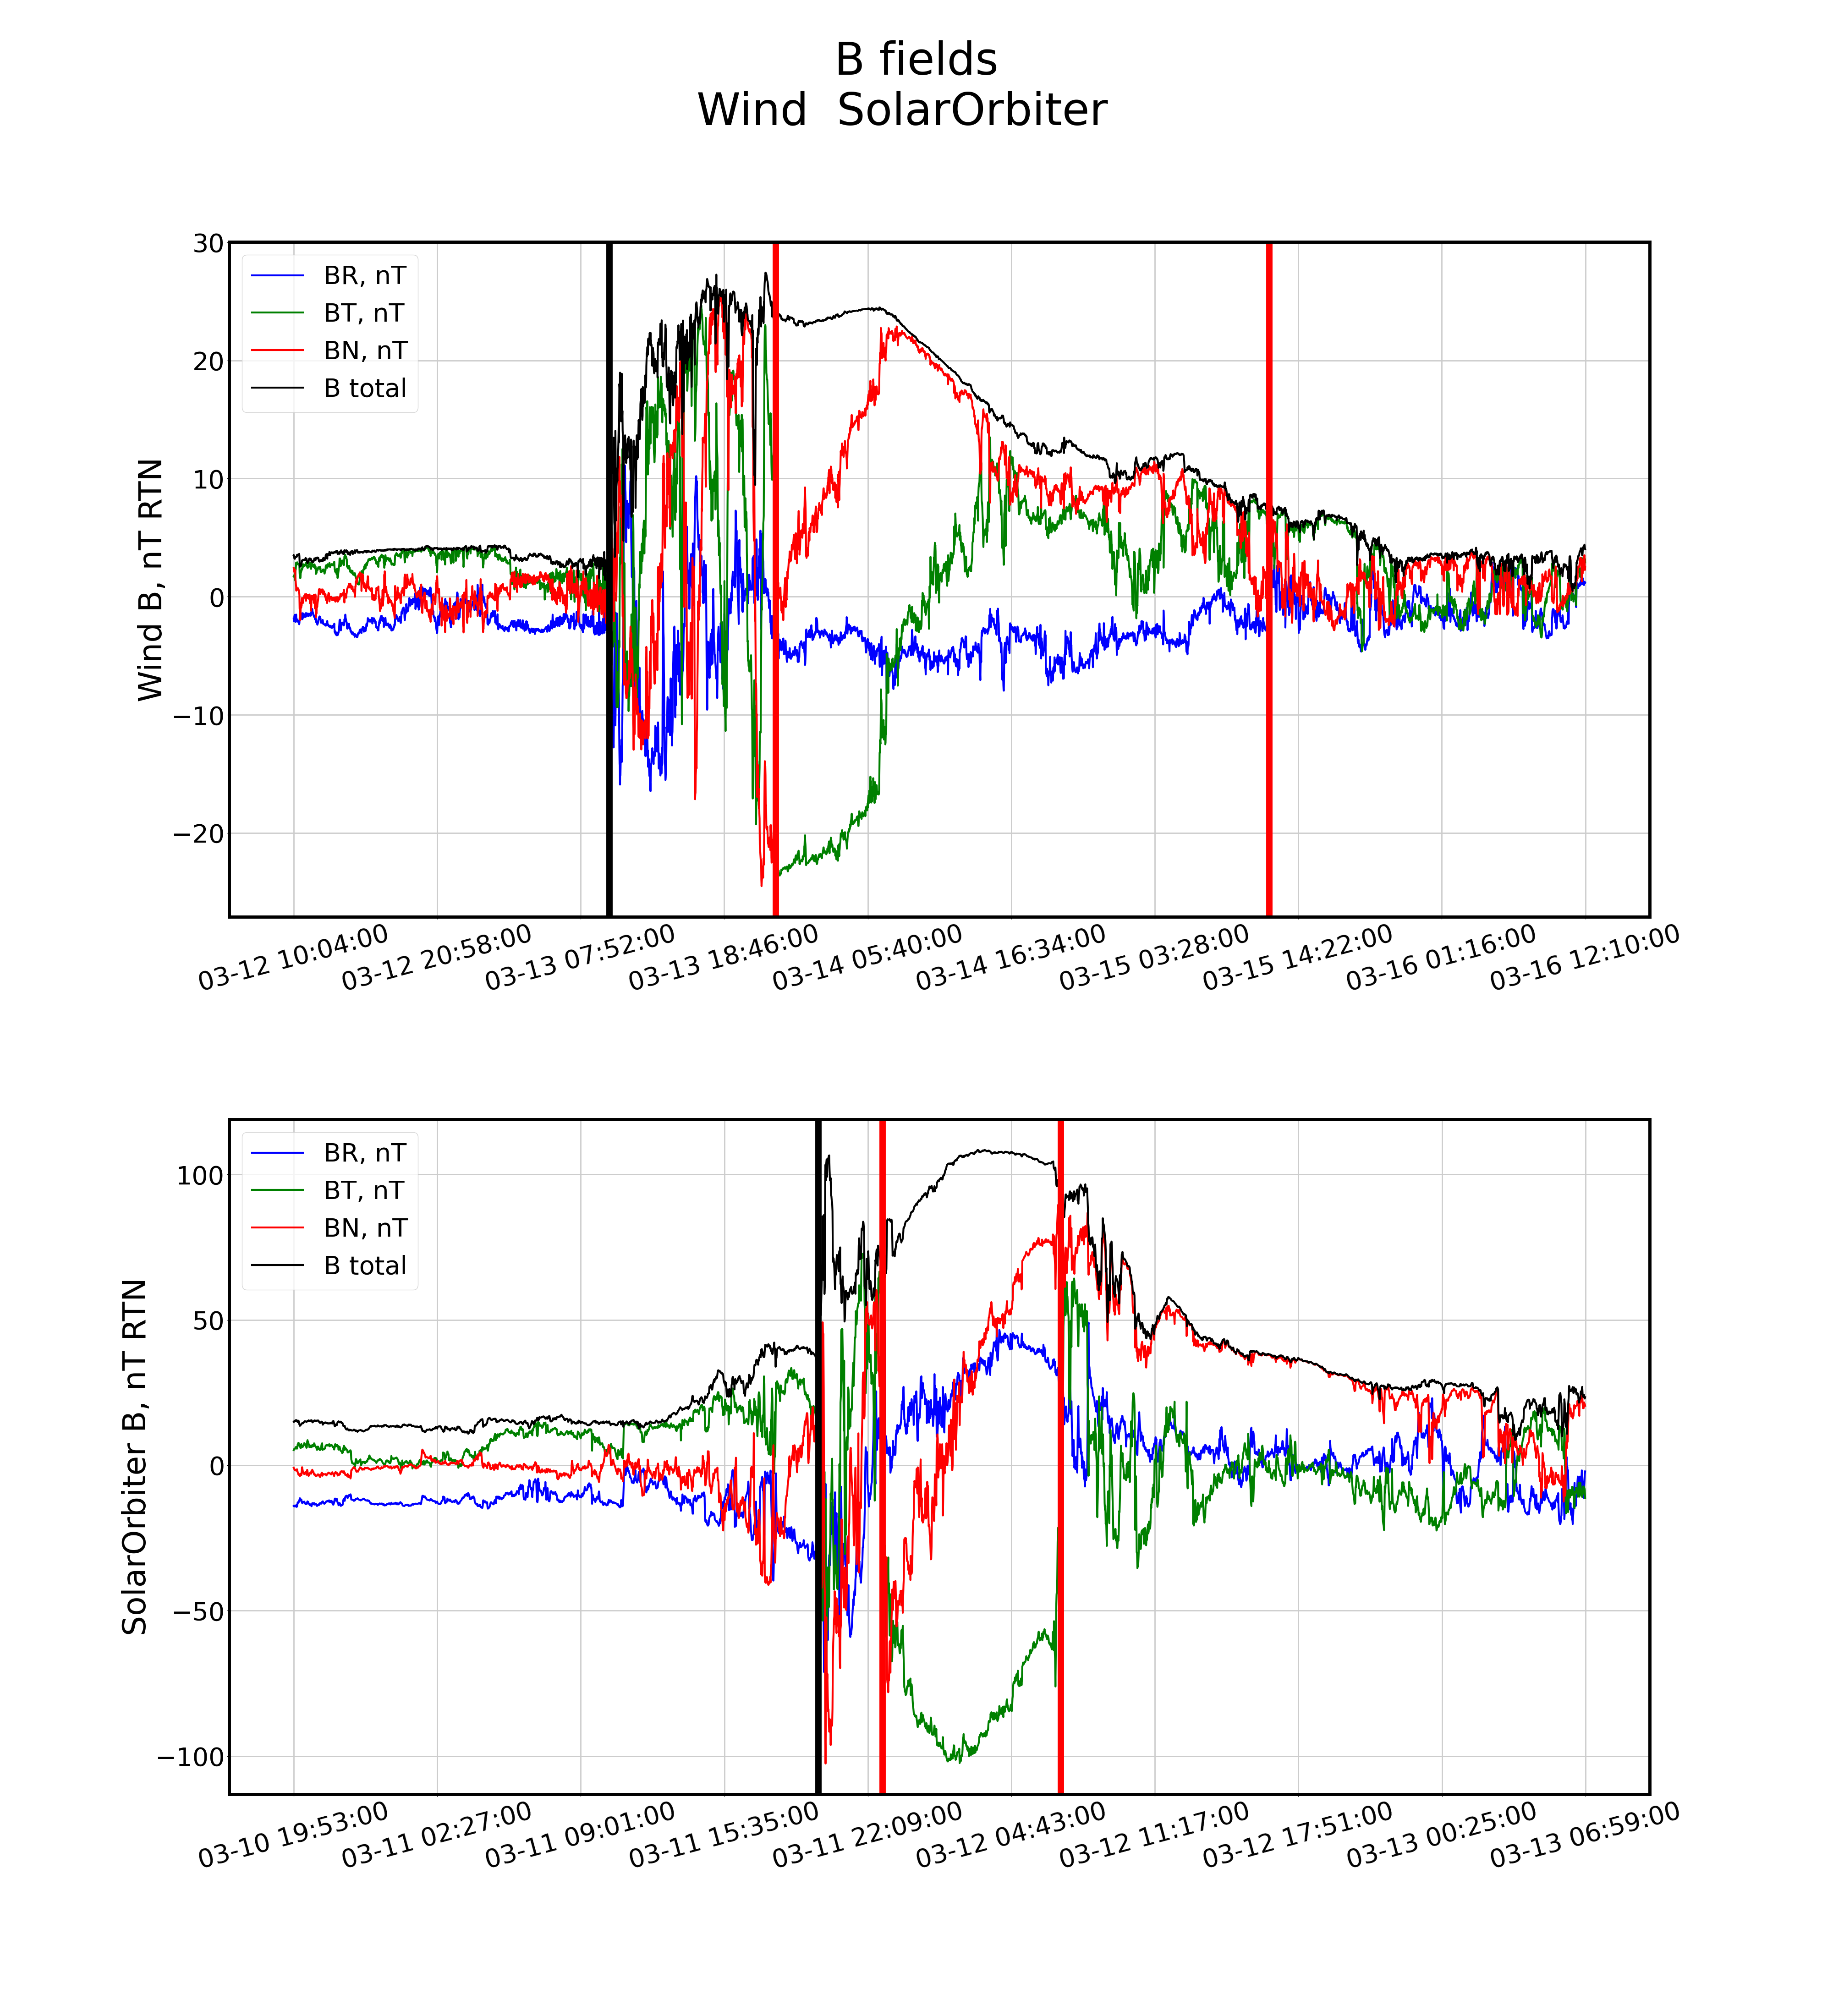 B fields
Wind  SolarOrbiter
Wind B, nT RTN
30
20
10
0
−10
−20
BR, nT
BT, nT
BN, nT
B total
03-12 10:04:00
03-12 20:58:00
03-13 07:52:00
03-13 18:46:00
03-14 05:40:00
03-14 16:34:00
03-15 03:28:00
03-15 14:22:00
03-16 01:16:00
03-16 12:10:00
SolarOrbiter B, nT RTN
100
50
0
−50
−100
BR, nT
BT, nT
BN, nT
B total
03-10 19:53:00
03-11 02:27:00
03-11 09:01:00
03-11 15:35:00
03-11 22:09:00
03-12 04:43:00
03-12 11:17:00
03-12 17:51:00
03-13 00:25:00
03-13 06:59:00